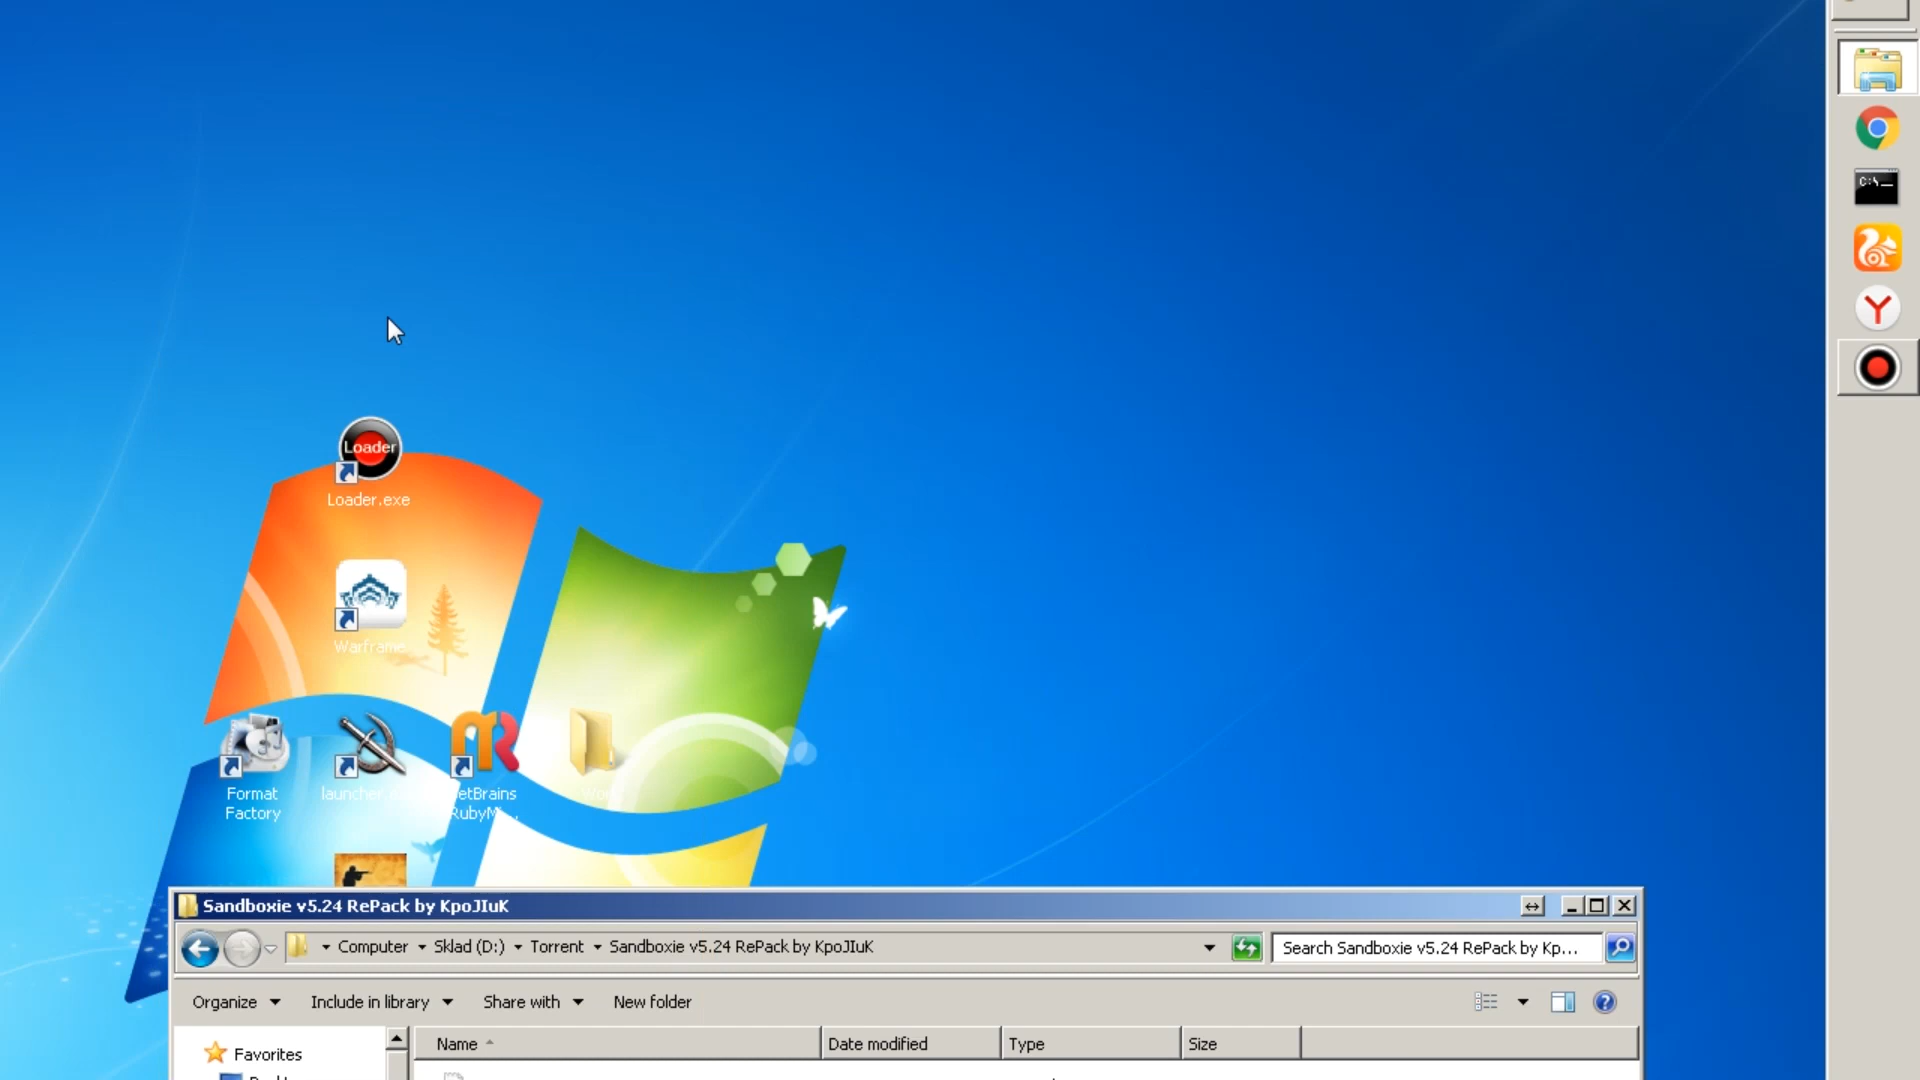 Loader
Loader.exe
Warframe
Format
Factory
RubyM...
Sandboxie v5.24 RePack by KpoJIuK
Computer Sklad (D:) Torrent Sandboxie v5.24 RePack by KpoJIuK
Search Sandboxie v5.24 RePack by Kp...
Organize Include in library Share with New folder
Favorites
Name Date modified Type Size
C:\_